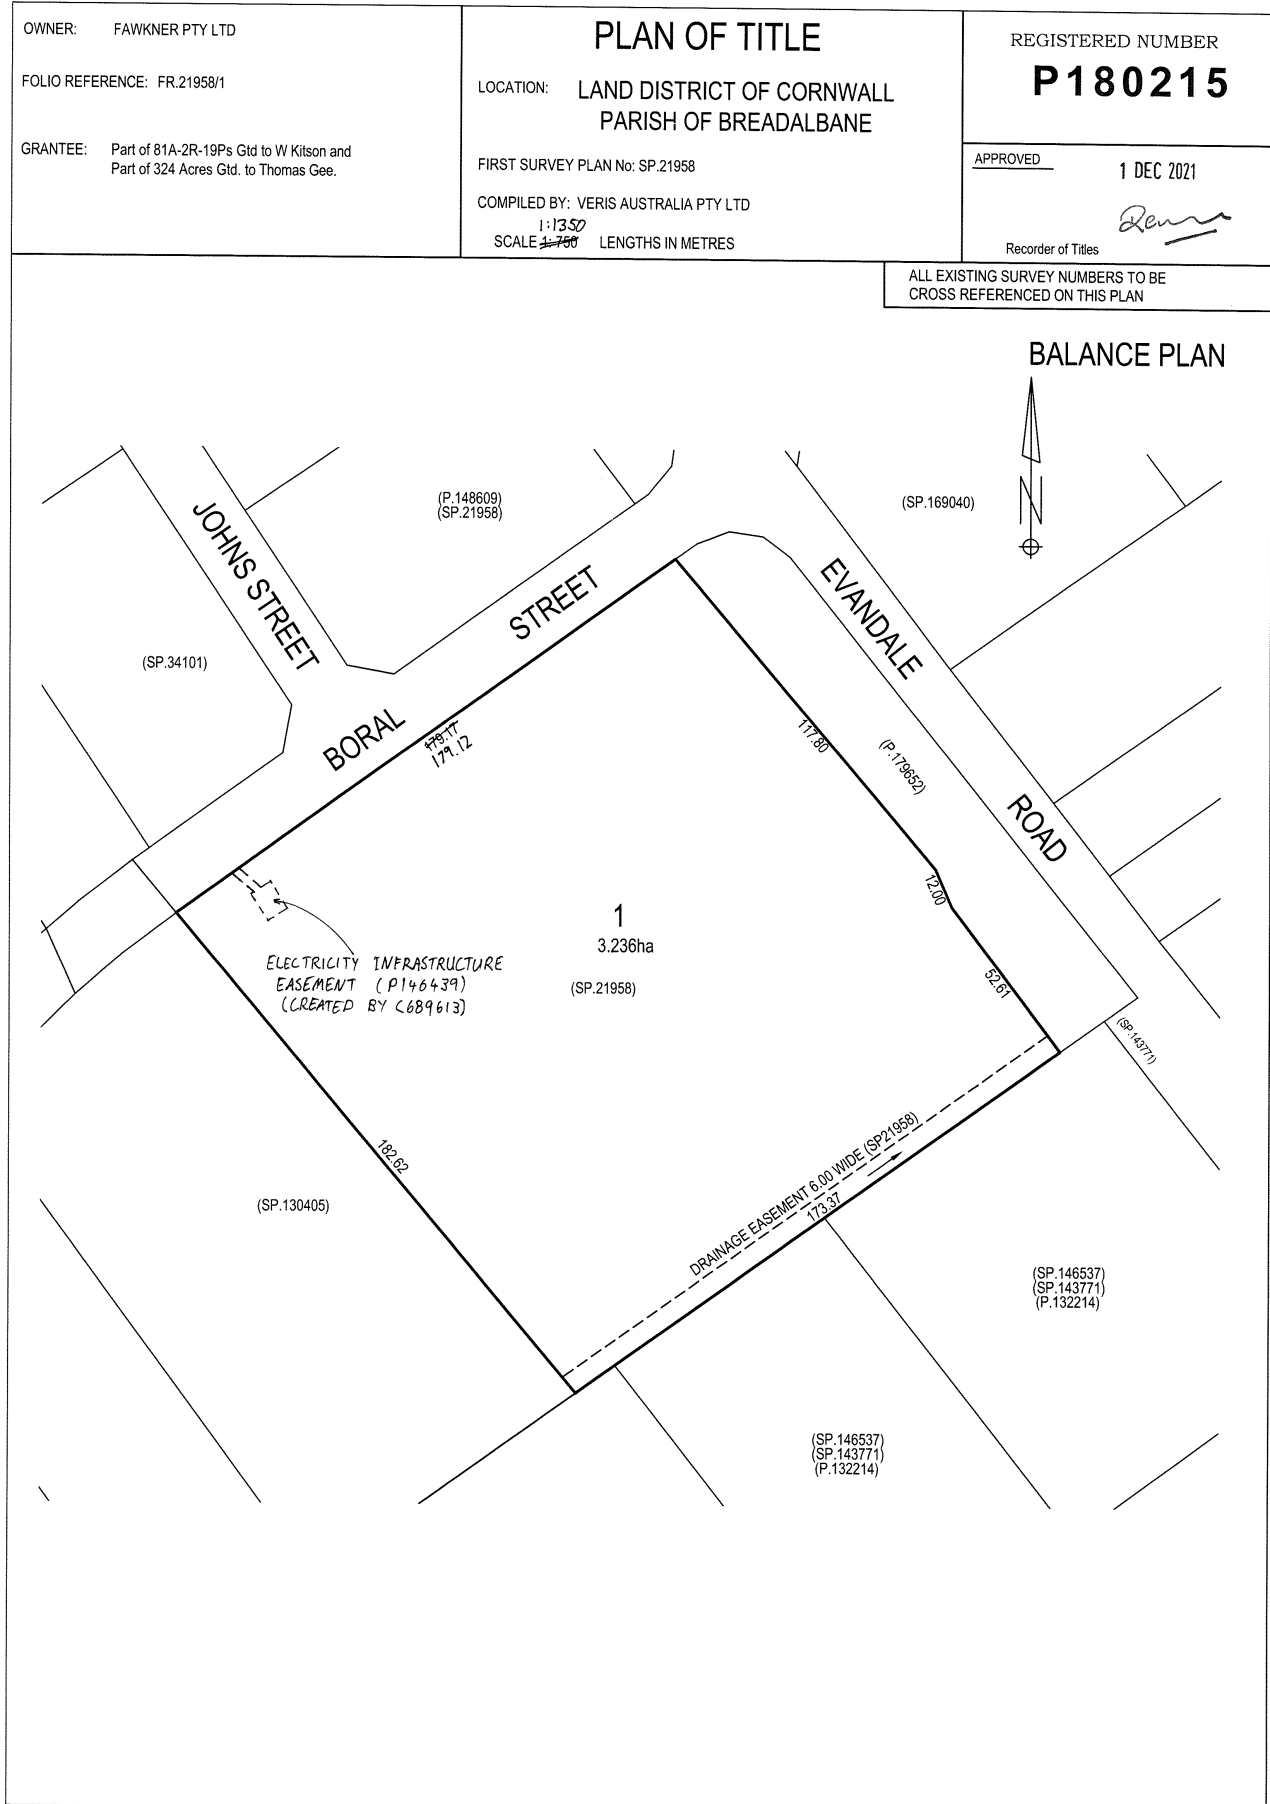 OWNER: FAWKNER PTY LTD
FOLIO REFERENCE: FR.21958/1
GRANTEE: Part of 81A-2R-19Ps Gtd to W Kitson and
Part of 324 Acres Gtd. to Thomas Gee.
PLAN OF TITLE
LOCATION: LAND DISTRICT OF CORNWALL
PARISH OF BREADALBANE
FIRST SURVEY PLAN No: SP.21958
COMPILED BY: VERIS AUSTRALIA PTY LTD
1:1350
SCALE 1:750 LENGTHS IN METRES
REGISTERED NUMBER
P180215
APPROVED 1 DEC 2021
Recorder of Titles
ALL EXISTING SURVEY NUMBERS TO BE
CROSS REFERENCED ON THIS PLAN
BALANCE PLAN
N
(P.148609)
(SP.21958)
(SP.169040)
JOHNS STREET
BORAL STREET
EVANDALE ROAD
(SP.34101)
179.17
179.12
117.80
(P.179652)
12.00
1
3.236ha
(SP.21958)
52.61
ELECTRICITY INFRASTRUCTURE
EASEMENT (P146439)
(CREATED BY C689613)
(SP.143771)
182.62
DRAINAGE EASEMENT 6.00 WIDE (SP21958)
173.37
(SP.130405)
(SP.146537)
(SP.143771)
(P.132214)
(SP.146537)
(SP.143771)
(P.132214)